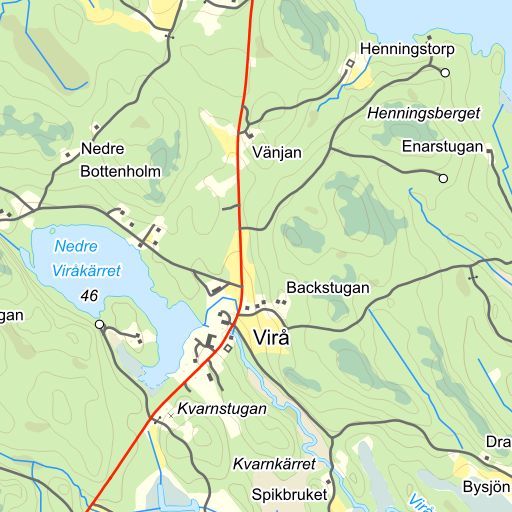 Henningstorp
Henningsberget
Nedre
Bottenholm
Vänjan
Enarstugan
Nedre
Viråkärret
46
Backstugan
gan
Virå
Kvarnstugan
Kvarnkärret
Spikbruket
Dra
Bysjön
Virå